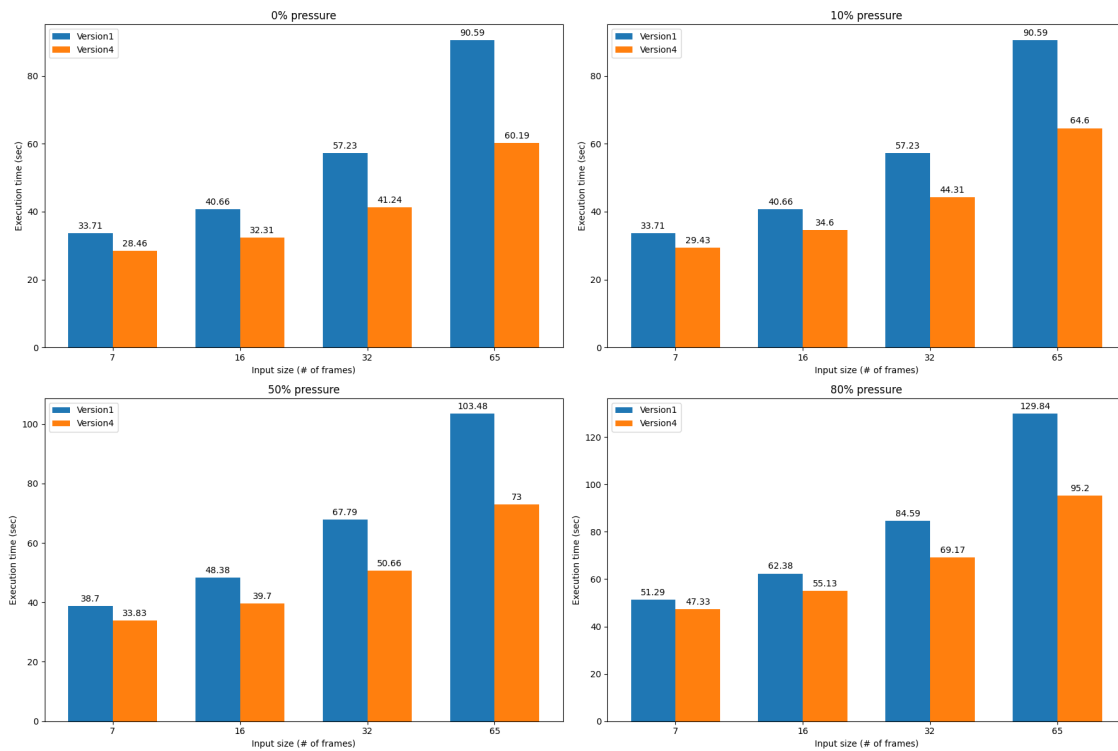 0% pressure
Version1
Version4
90.59
60.19
57.23
41.24
40.66
32.31
33.71
28.46
80
60
40
20
0
Execution time (sec)
7 16 32 65
Input size (# of frames)
10% pressure
Version1
Version4
90.59
64.6
57.23
44.31
40.66
34.6
33.71
29.43
80
60
40
20
0
Execution time (sec)
7 16 32 65
Input size (# of frames)
50% pressure
Version1
Version4
103.48
73
67.79
50.66
48.38
39.7
38.7
33.83
100
80
60
40
20
0
Execution time (sec)
7 16 32 65
Input size (# of frames)
80% pressure
Version1
Version4
129.84
95.2
84.59
69.17
62.38
55.13
51.29
47.33
120
100
80
60
40
20
0
Execution time (sec)
7 16 32 65
Input size (# of frames)